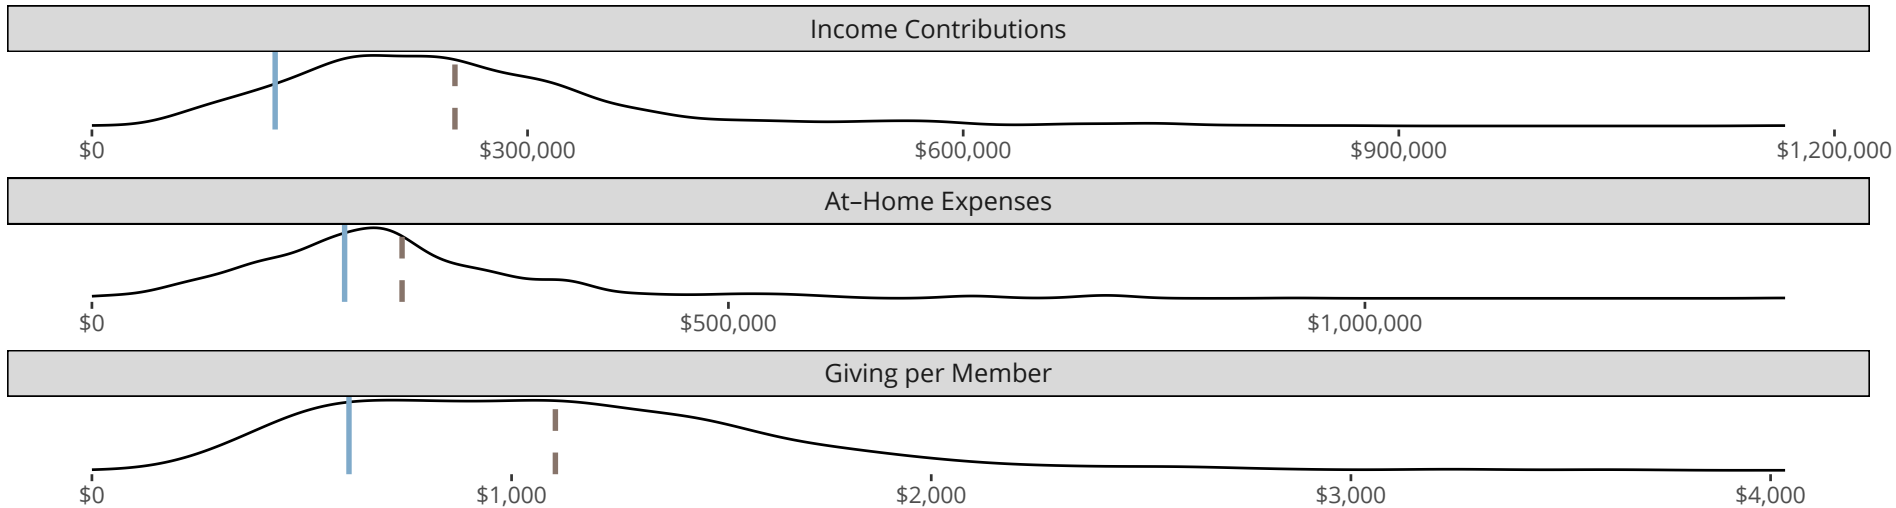 Income Contributions
$0 $300,000 $600,000 $900,000 $1,200,000
At–Home Expenses
$0 $500,000 $1,000,000
Giving per Member
$0 $1,000 $2,000 $3,000 $4,000